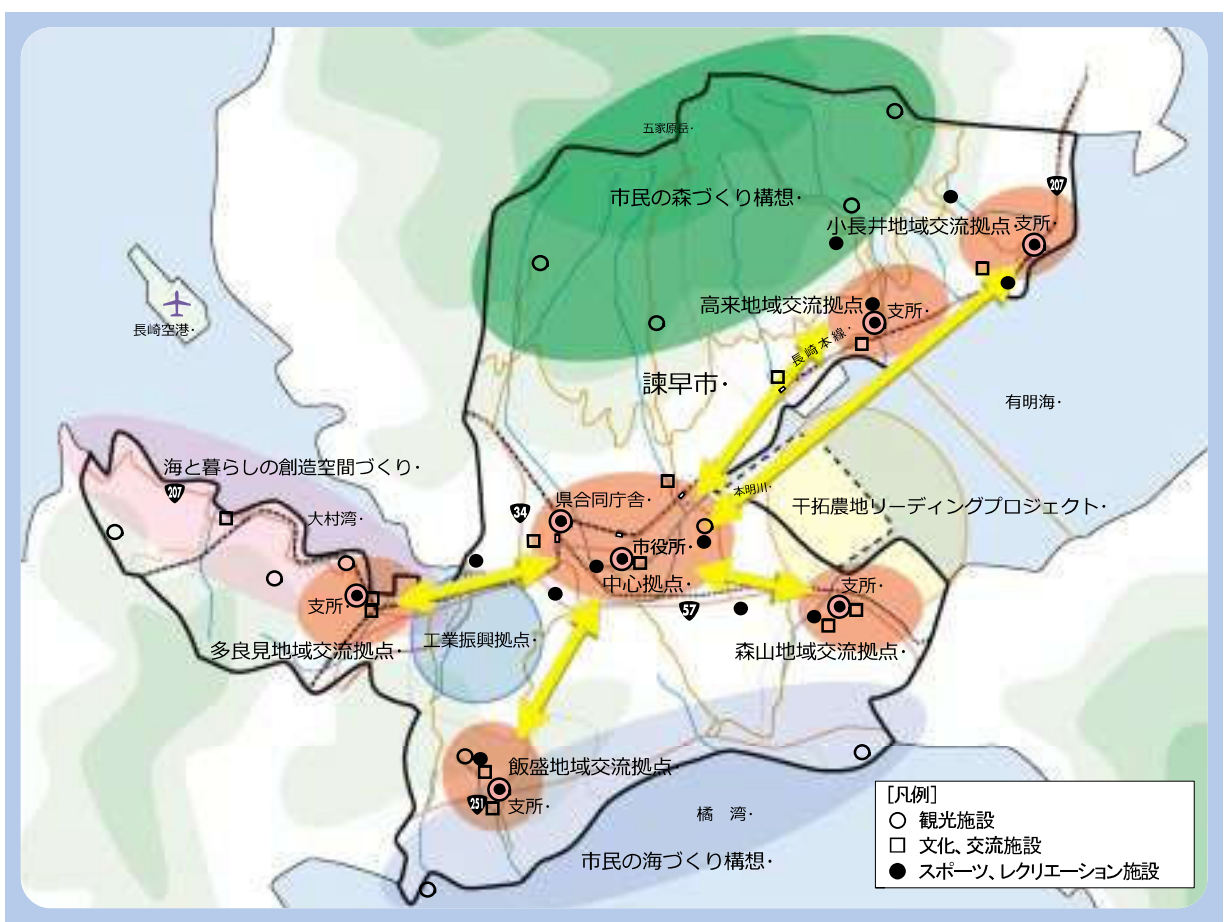 五家原岳・
市民の森づくり構想・
207
小長井地域交流拠点
支所・
高来地域交流拠点
支所・
長崎本線・
長崎空港・
諫早市・
有明海・
海と暮らしの創造空間づくり・
207
大村湾・
34
県合同庁舎・
本明川・
干拓農地リーディングプロジェクト・
市役所・
中心拠点・
57
支所・
支所・
多良見地域交流拠点・
工業振興拠点・
森山地域交流拠点・
飯盛地域交流拠点・
251
支所・
橘 湾・
市民の海づくり構想・
[凡例]
観光施設
文化、交流施設
スポーツ、レクリエーション施設